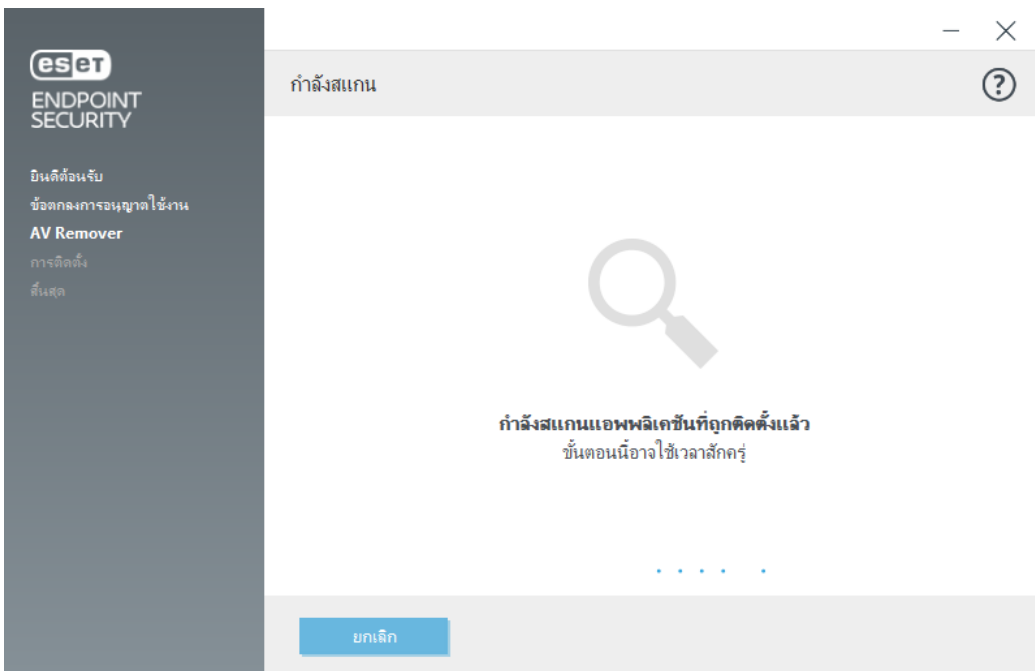 eset
ENDPOINT
SECURITY
ยินดีต้อนรับ
ข้อตกลงการอนุญาตใช้งาน
AV Remover
การติดตั้ง
สิ้นสุด
กำลังสแกน
?
กำลังสแกนแอพพลิเคชันที่ถูกติดตั้งแล้ว
ขั้นตอนนี้อาจใช้เวลาสักครู่
ยกเลิก